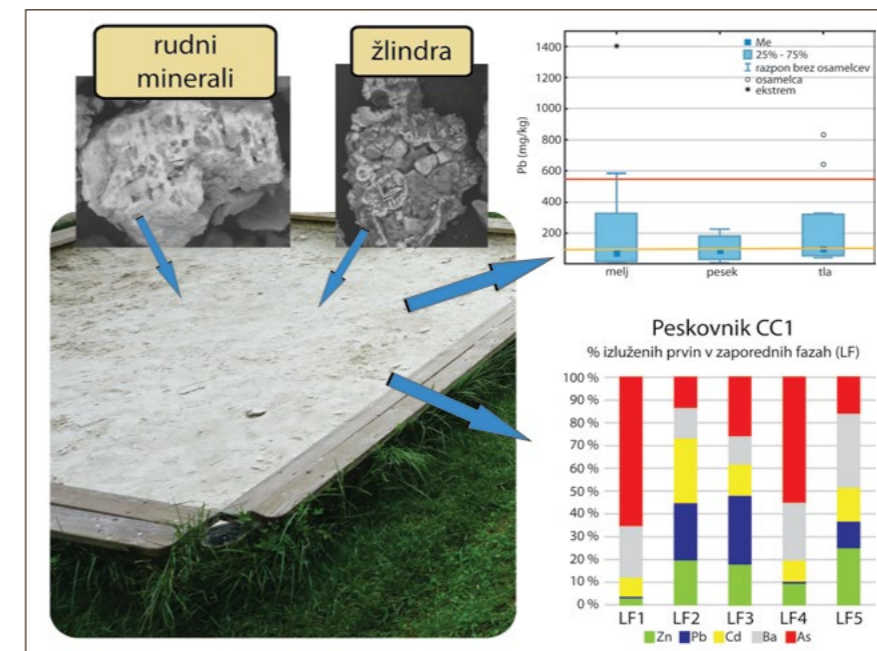 rudni
minerali
žlindra
1400
1200
1000
800
600
400
200
Pb (mg/kg)
Me
25% - 75%
razpon brez osamelcev
osamelca
ekstrem
melj pesek tla
Peskovnik CC1
% izluženih prvin v zaporednih fazah (LF)
100 %
90 %
80 %
70 %
60 %
50 %
40 %
30 %
20 %
10 %
0 %
LF1 LF2 LF3 LF4 LF5
Zn Pb Cd Ba As